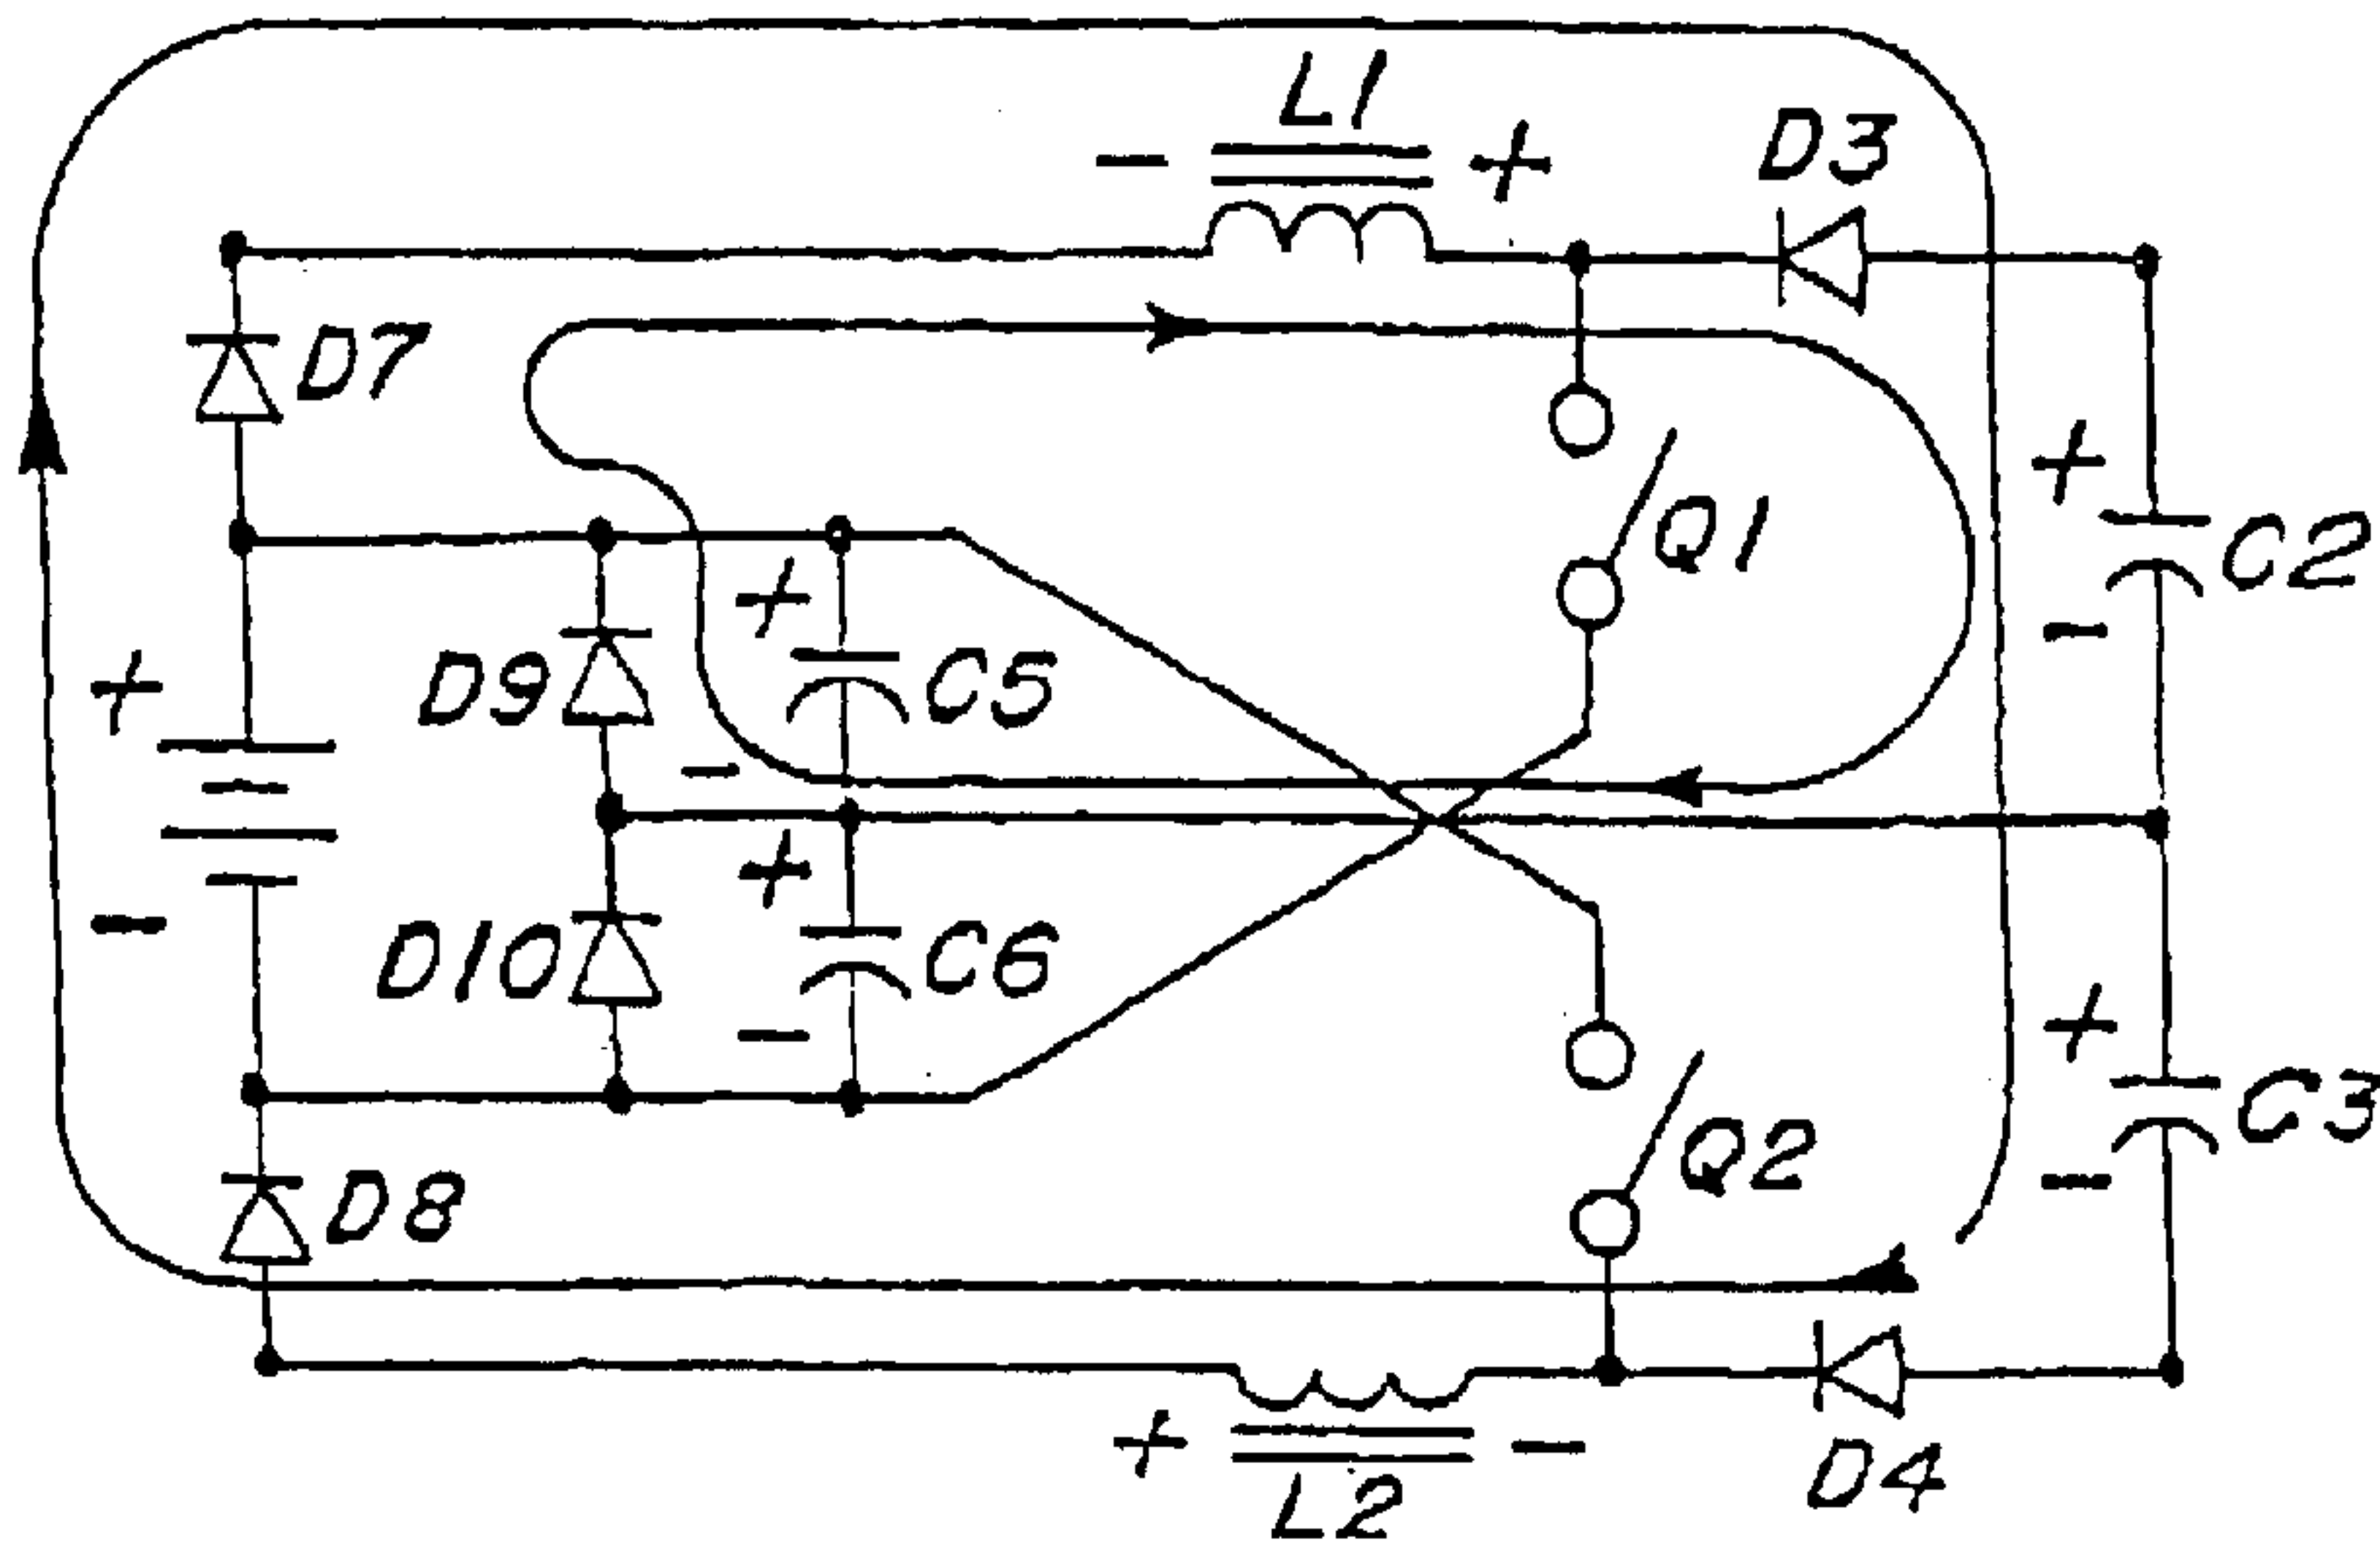 L1
- +
D3
D7
+
Q1
C2
+
-
+
D9
C5
-
+
-
D10
C6
-
+
C3
Q2
-
D8
+ -
D4
L2